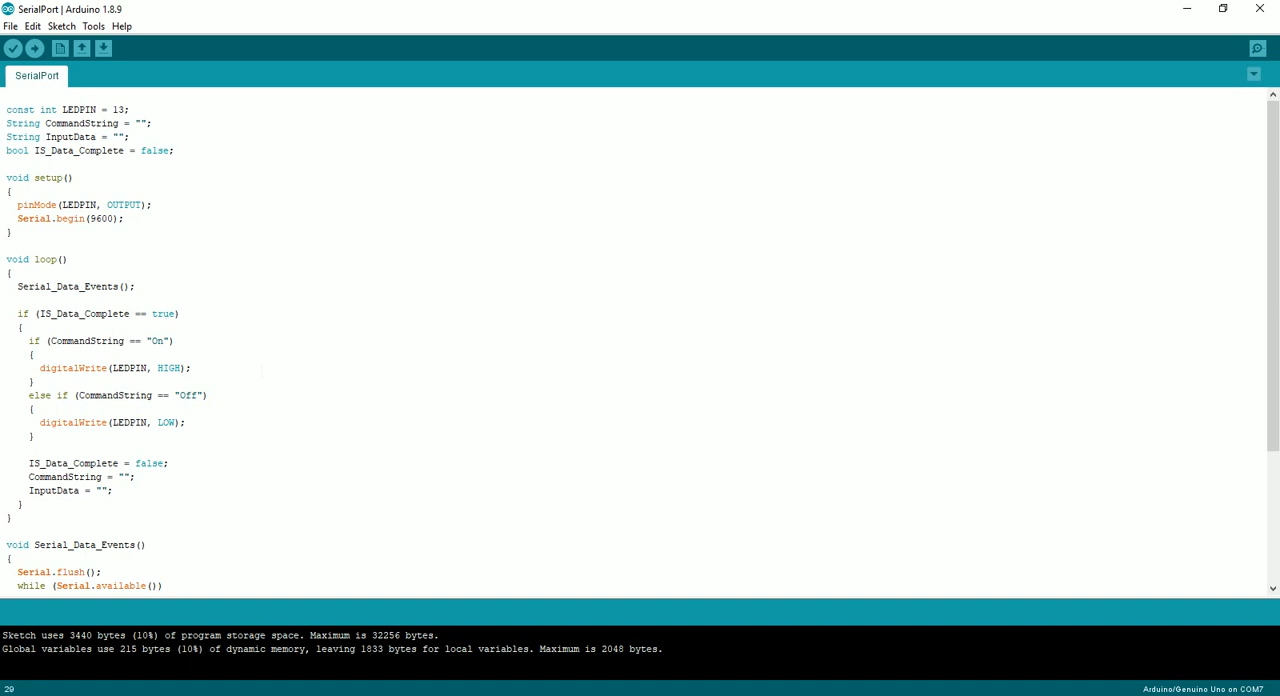 SerialPort | Arduino 1.8.9
File Edit Sketch Tools Help
SerialPort
const int LEDPIN = 13;
String CommandString = "";
String InputData = "";
bool IS_Data_Complete = false;
void setup()
{
pinMode(LEDPIN, OUTPUT);
Serial.begin(9600);
}
void loop()
{
Serial_Data_Events();
if (IS_Data_Complete == true)
{
if (CommandString == "On")
{
digitalWrite(LEDPIN, HIGH);
}
else if (CommandString == "Off")
{
digitalWrite(LEDPIN, LOW);
}
IS_Data_Complete = false;
CommandString = "";
InputData = "";
}
}
void Serial_Data_Events()
{
Serial.flush();
while (Serial.available())
Sketch uses 3440 bytes (10%) of program storage space. Maximum is 32256 bytes.
Global variables use 215 bytes (10%) of dynamic memory, leaving 1833 bytes for local variables. Maximum is 2048 bytes.
29 Arduino/Genuino Uno on COM7